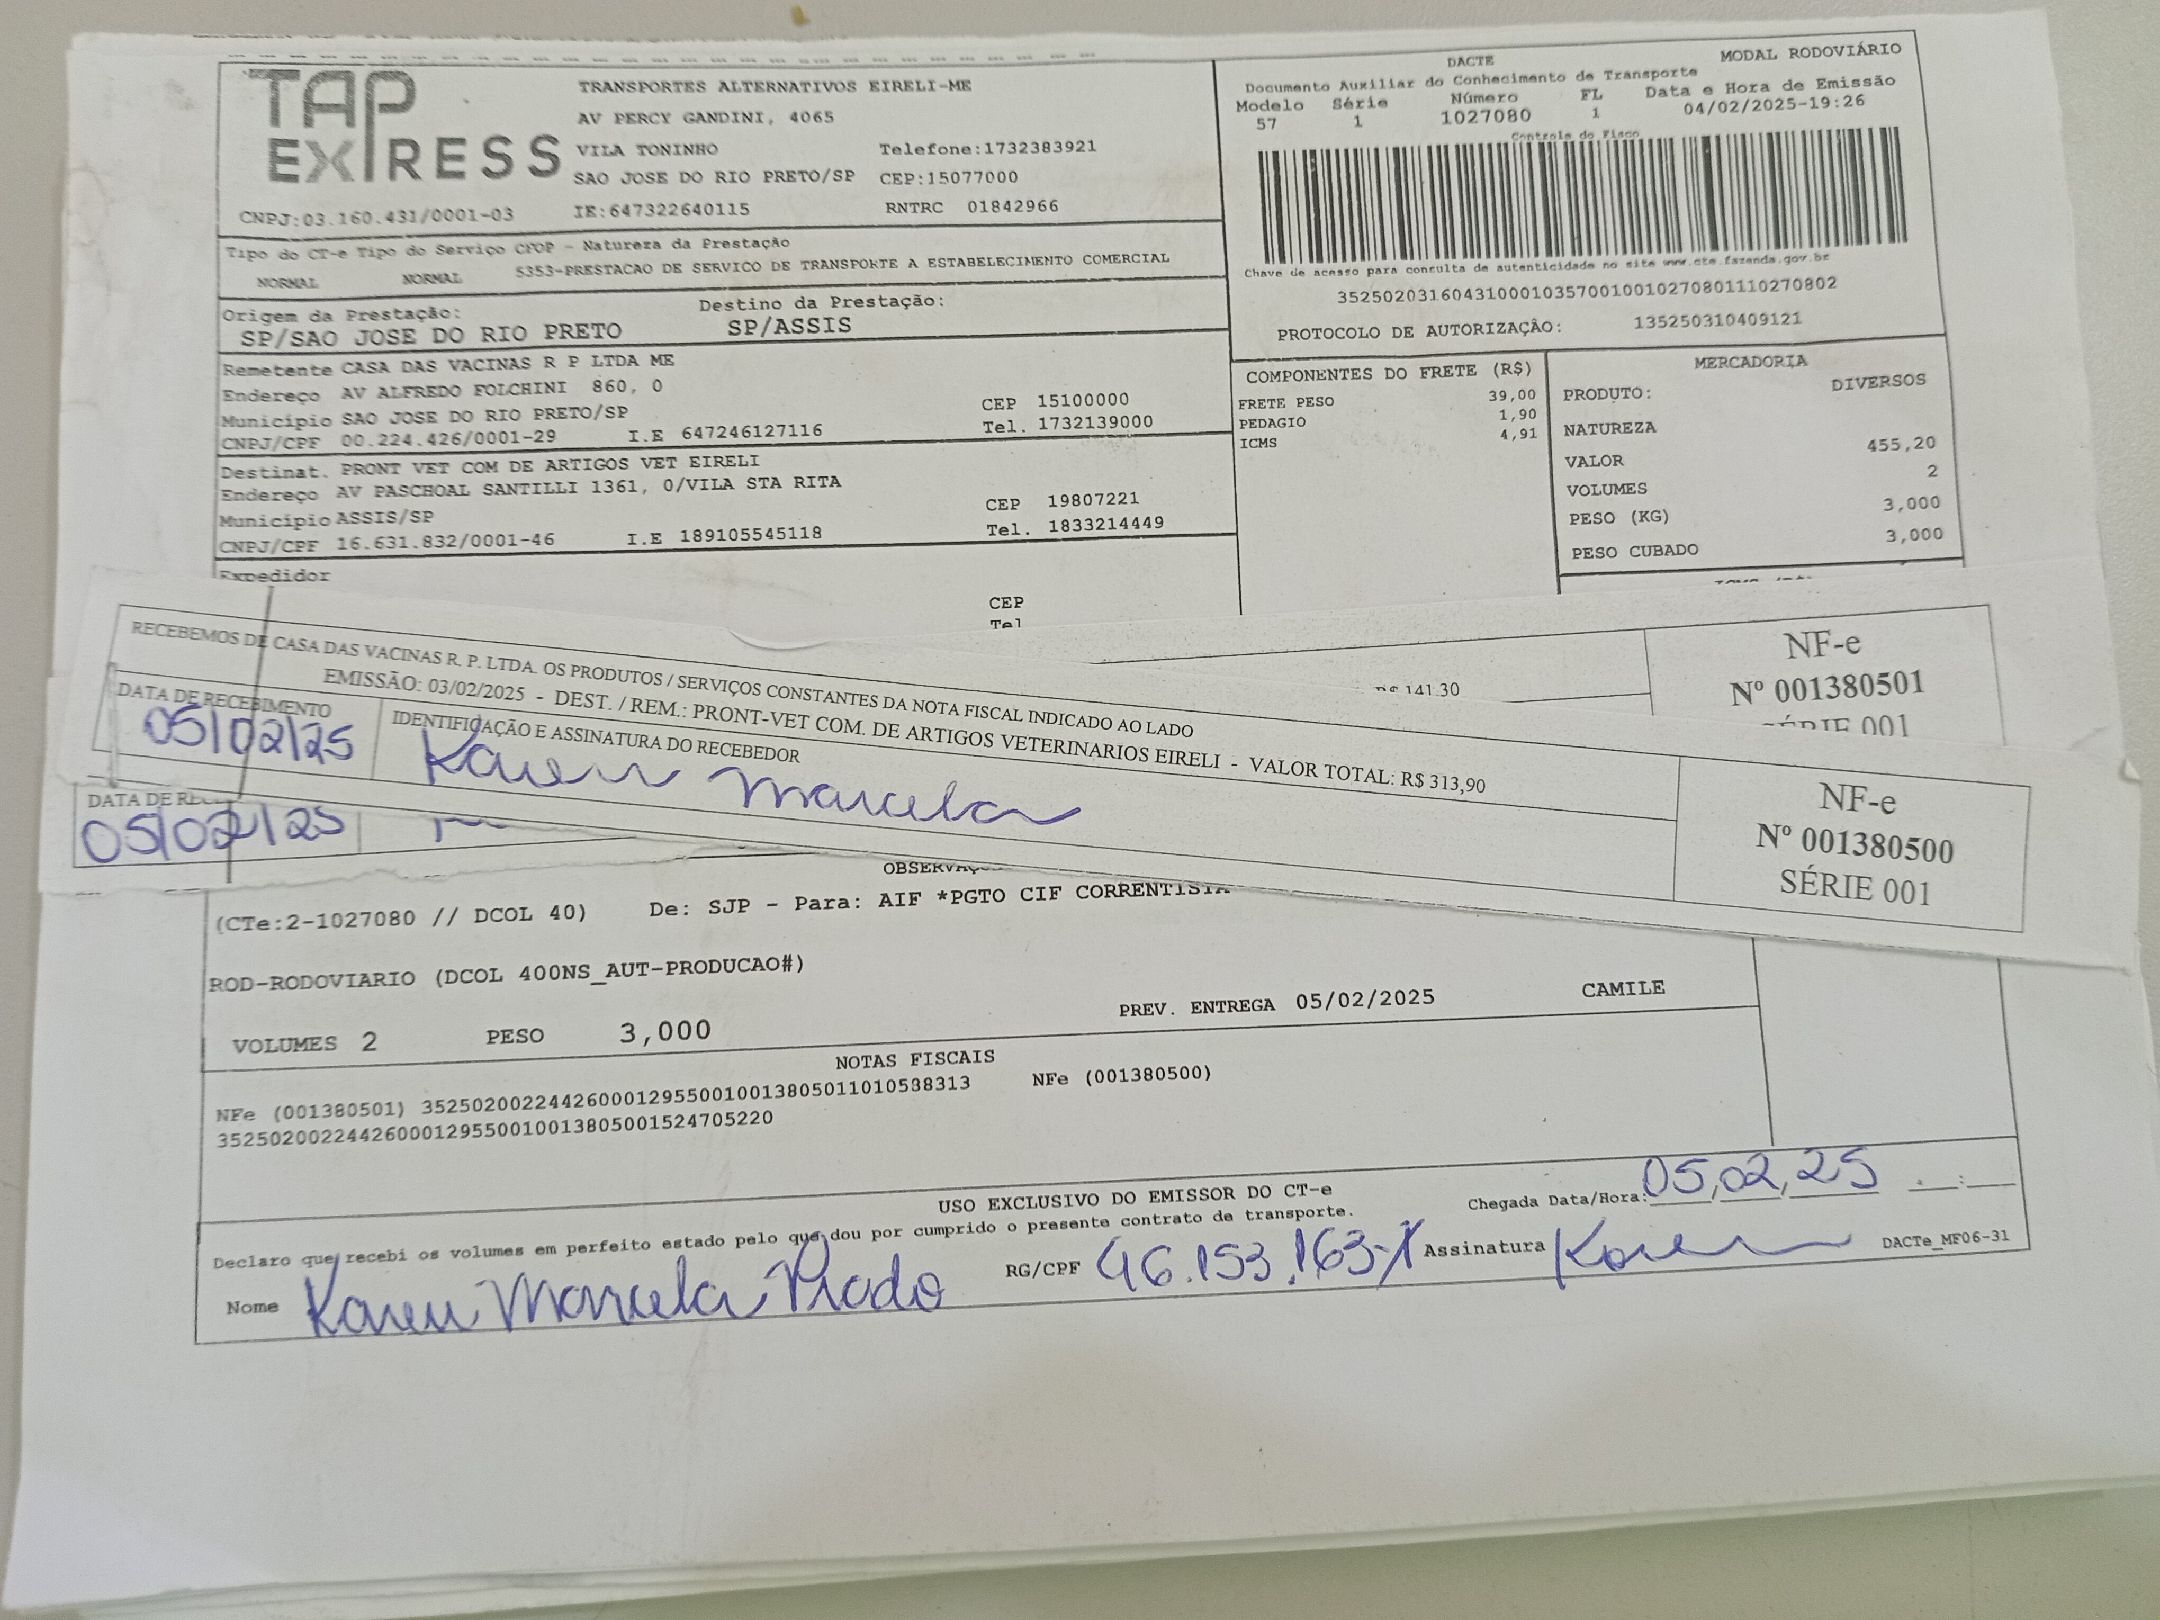 TAP EXPRESS
TRANSPORTES ALTERNATIVOS EIRELI-ME
AV PERCY GANDINI, 4065
VILA TONINHO Telefone:1732383921
SAO JOSE DO RIO PRETO/SP CEP:15077000
CNPJ:03.160.431/0001-03 IE:647322640115 RNTRC 01842966
DACTE MODAL RODOVIÁRIO
Documento Auxiliar do Conhecimento de Transporte
Modelo Série Número FL Data e Hora de Emissão
57 1 1027080 1 04/02/2025-19:26
Controle do Fisco
Chave de acesso para consulta de autenticidade no site www.cte.fazenda.gov.br
35250203160431000103570010010270801110270802
PROTOCOLO DE AUTORIZAÇÃO: 135250310409121
Tipo do CT-e Tipo do Serviço CFOP - Natureza da Prestação
NORMAL NORMAL 5353-PRESTACAO DE SERVICO DE TRANSPORTE A ESTABELECIMENTO COMERCIAL
Origem da Prestação: Destino da Prestação:
SP/SAO JOSE DO RIO PRETO SP/ASSIS
Remetente CASA DAS VACINAS R P LTDA ME
Endereço AV ALFREDO FOLCHINI 860, 0
Município SAO JOSE DO RIO PRETO/SP CEP 15100000
CNPJ/CPF 00.224.426/0001-29 I.E 647246127116 Tel. 1732139000
Destinat. PRONT VET COM DE ARTIGOS VET EIRELI
Endereço AV PASCHOAL SANTILLI 1361, 0/VILA STA RITA
Município ASSIS/SP CEP 19807221
CNPJ/CPF 16.631.832/0001-46 I.E 189105545118 Tel. 1833214449
Expedidor
CEP
Tel
COMPONENTES DO FRETE (R$)
FRETE PESO 39,00
PEDAGIO 1,90
ICMS 4,91
MERCADORIA
PRODUTO: DIVERSOS
NATUREZA
VALOR 455,20
VOLUMES 2
PESO (KG) 3,000
PESO CUBADO 3,000
R$ 141,30
NF-e
Nº 001380501
SÉRIE 001
RECEBEMOS DE CASA DAS VACINAS R. P. LTDA. OS PRODUTOS / SERVIÇOS CONSTANTES DA NOTA FISCAL INDICADO AO LADO
EMISSÃO: 03/02/2025 - DEST. / REM.: PRONT-VET COM. DE ARTIGOS VETERINARIOS EIRELI - VALOR TOTAL: R$ 313,90
DATA DE RECEBIMENTO IDENTIFICAÇÃO E ASSINATURA DO RECEBEDOR
05/02/25 Karen Marcela
NF-e
Nº 001380500
SÉRIE 001
DATA DE
05/02/25
(CTe:2-1027080 // DCOL 40) De: SJP - Para: AIF *PGTO CIF CORRENTISTA
ROD-RODOVIARIO (DCOL 400NS_AUT-PRODUCAO#)
PREV. ENTREGA 05/02/2025 CAMILE
VOLUMES 2 PESO 3,000
NOTAS FISCAIS
NFe (001380501) 35250200224426000129550010013805011010538313 NFe (001380500)
35250200224426000129550010013805001524705220
USO EXCLUSIVO DO EMISSOR DO CT-e
Declaro que recebi os volumes em perfeito estado pelo que dou por cumprido o presente contrato de transporte.
Chegada Data/Hora: 05,02,25 :
Nome Karen Marcela Prado RG/CPF 46.153.163-X Assinatura Karen
DACTe_MF06-31